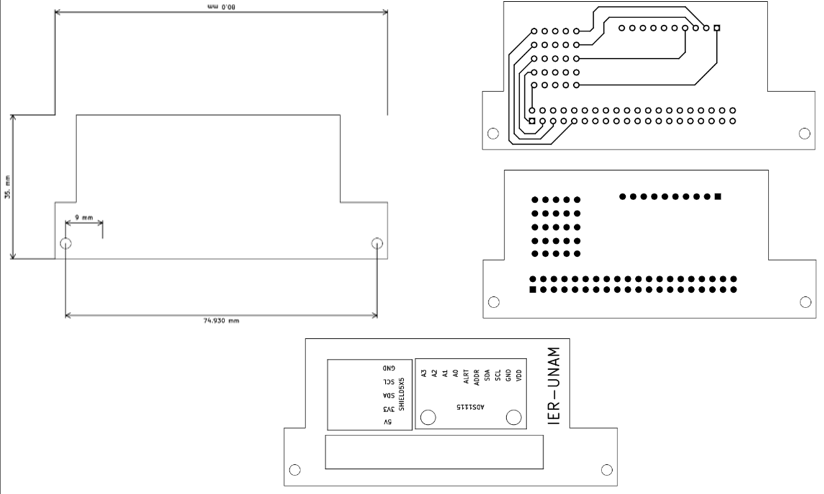 80.0 mm
35. mm
9 mm
74.930 mm
GND
SCL
SDA
3V3
5V
SHIELD5X5
A3
A2
A1
A0
ALRT
ADDR
SDA
SCL
GND
VDD
ADS1115
IER-UNAM